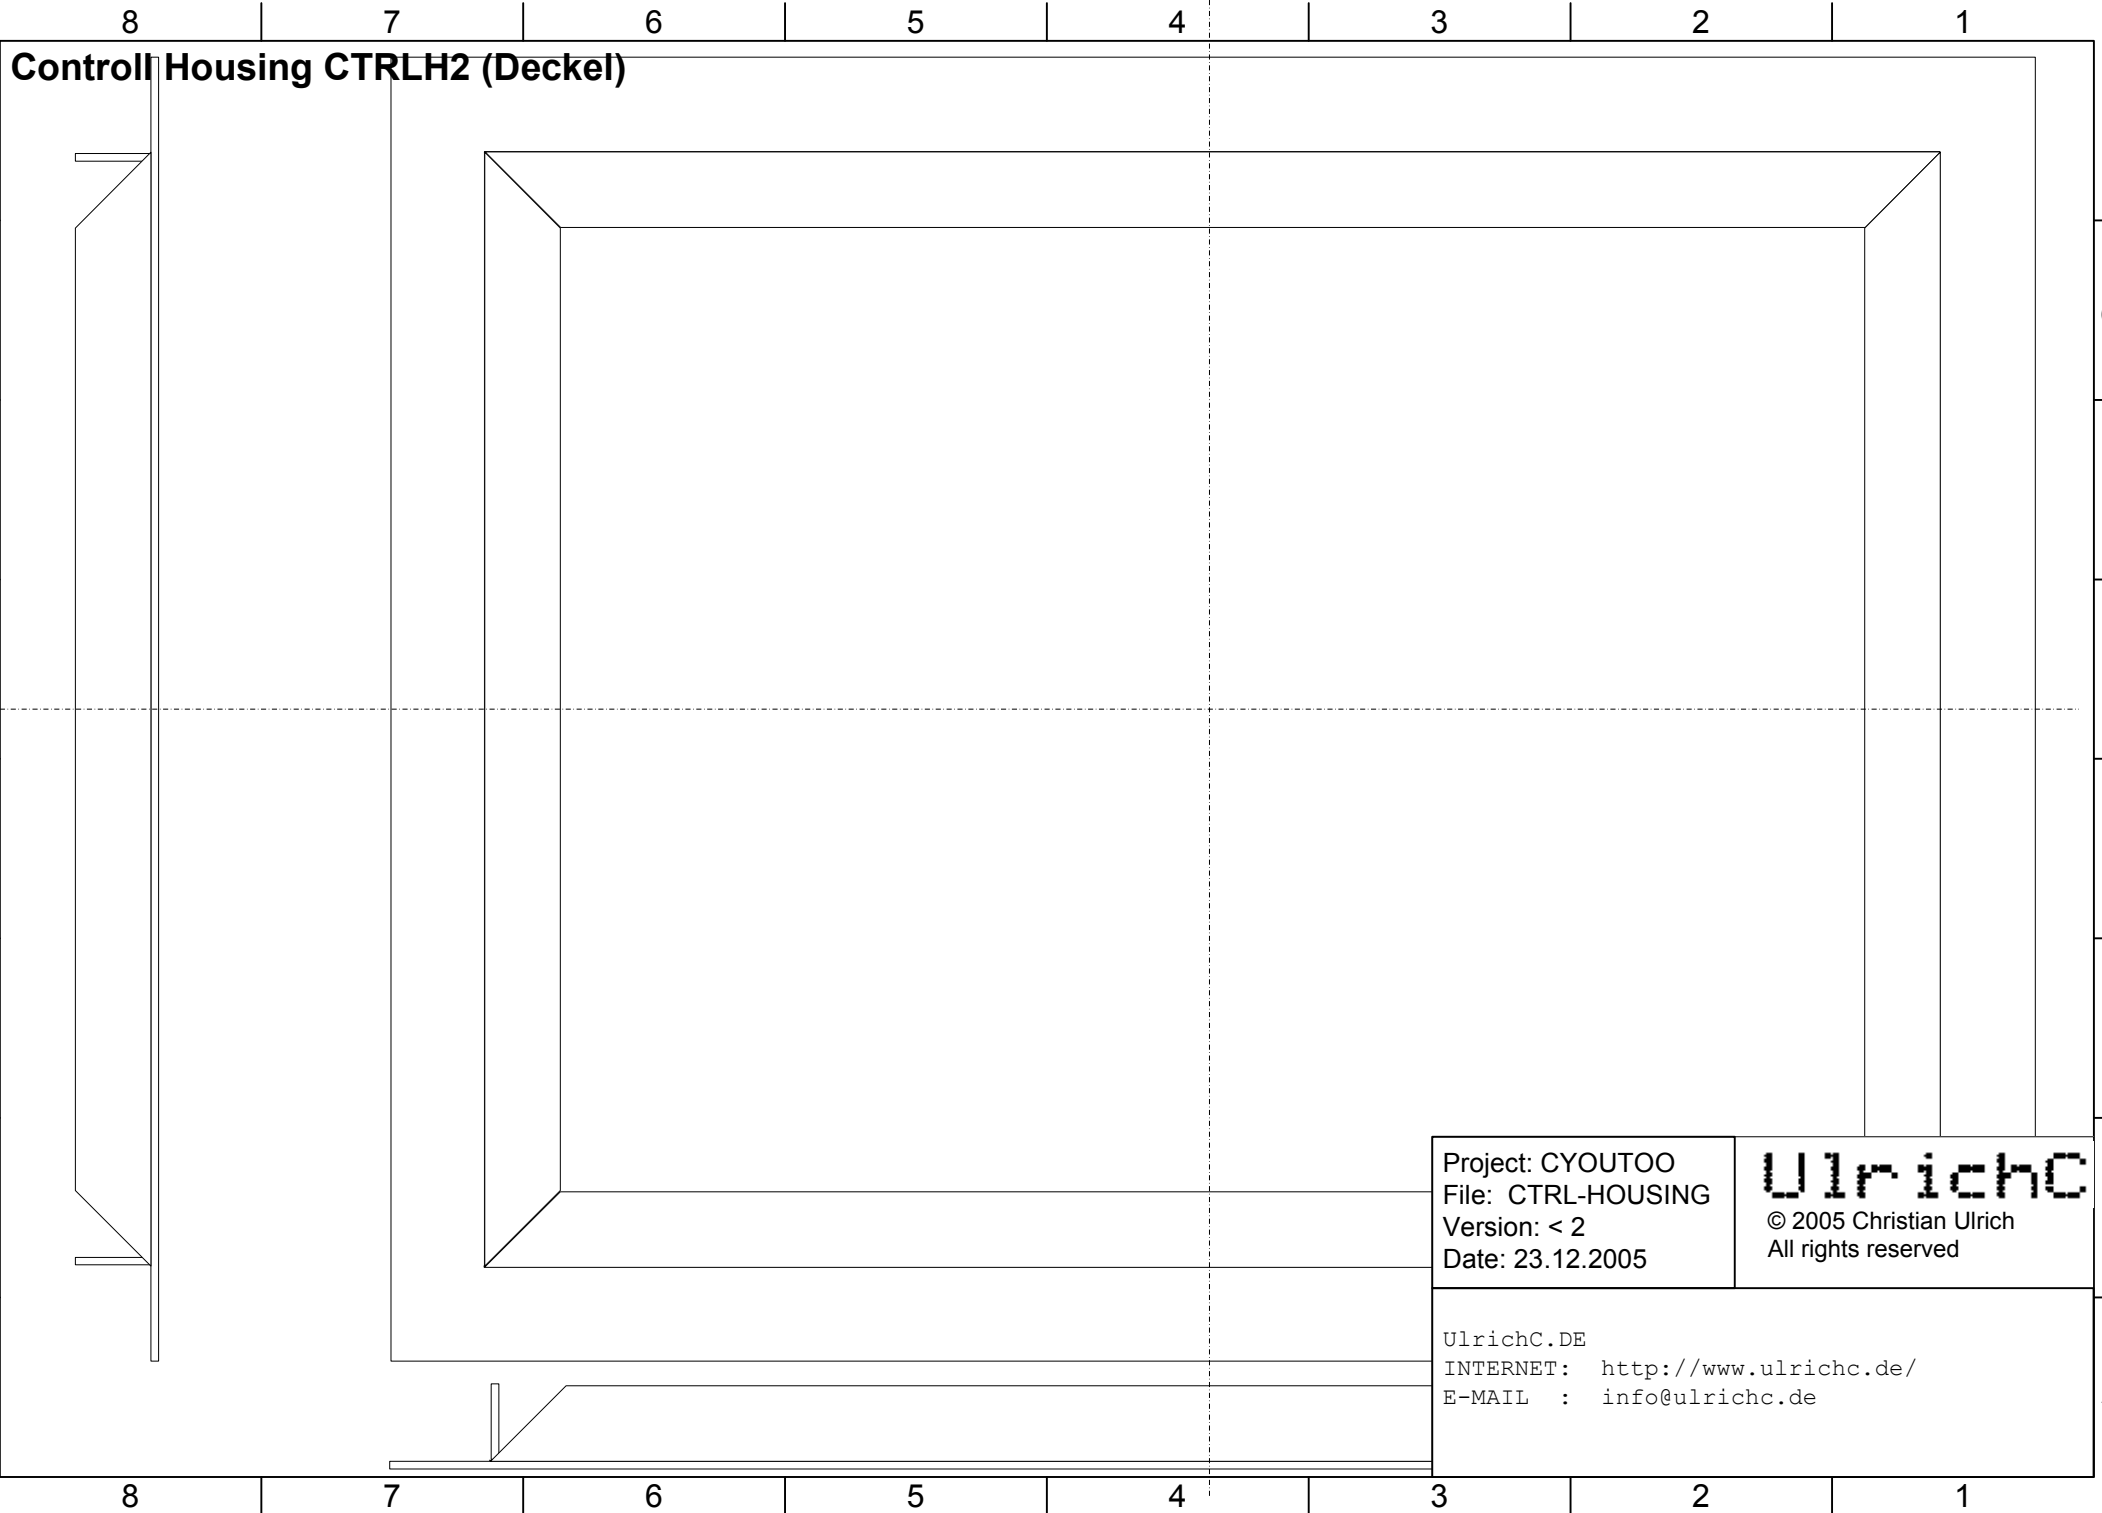 8 7 6 5 4 3 2 1
Controll Housing CTRLH2 (Deckel)
Project: CYOUTOO
File: CTRL-HOUSING
Version: < 2
Date: 23.12.2005
UlrichC
© 2005 Christian Ulrich
All rights reserved
UlrichC.DE
INTERNET: http://www.ulrichc.de/
E-MAIL : info@ulrichc.de
8 7 6 5 4 3 2 1